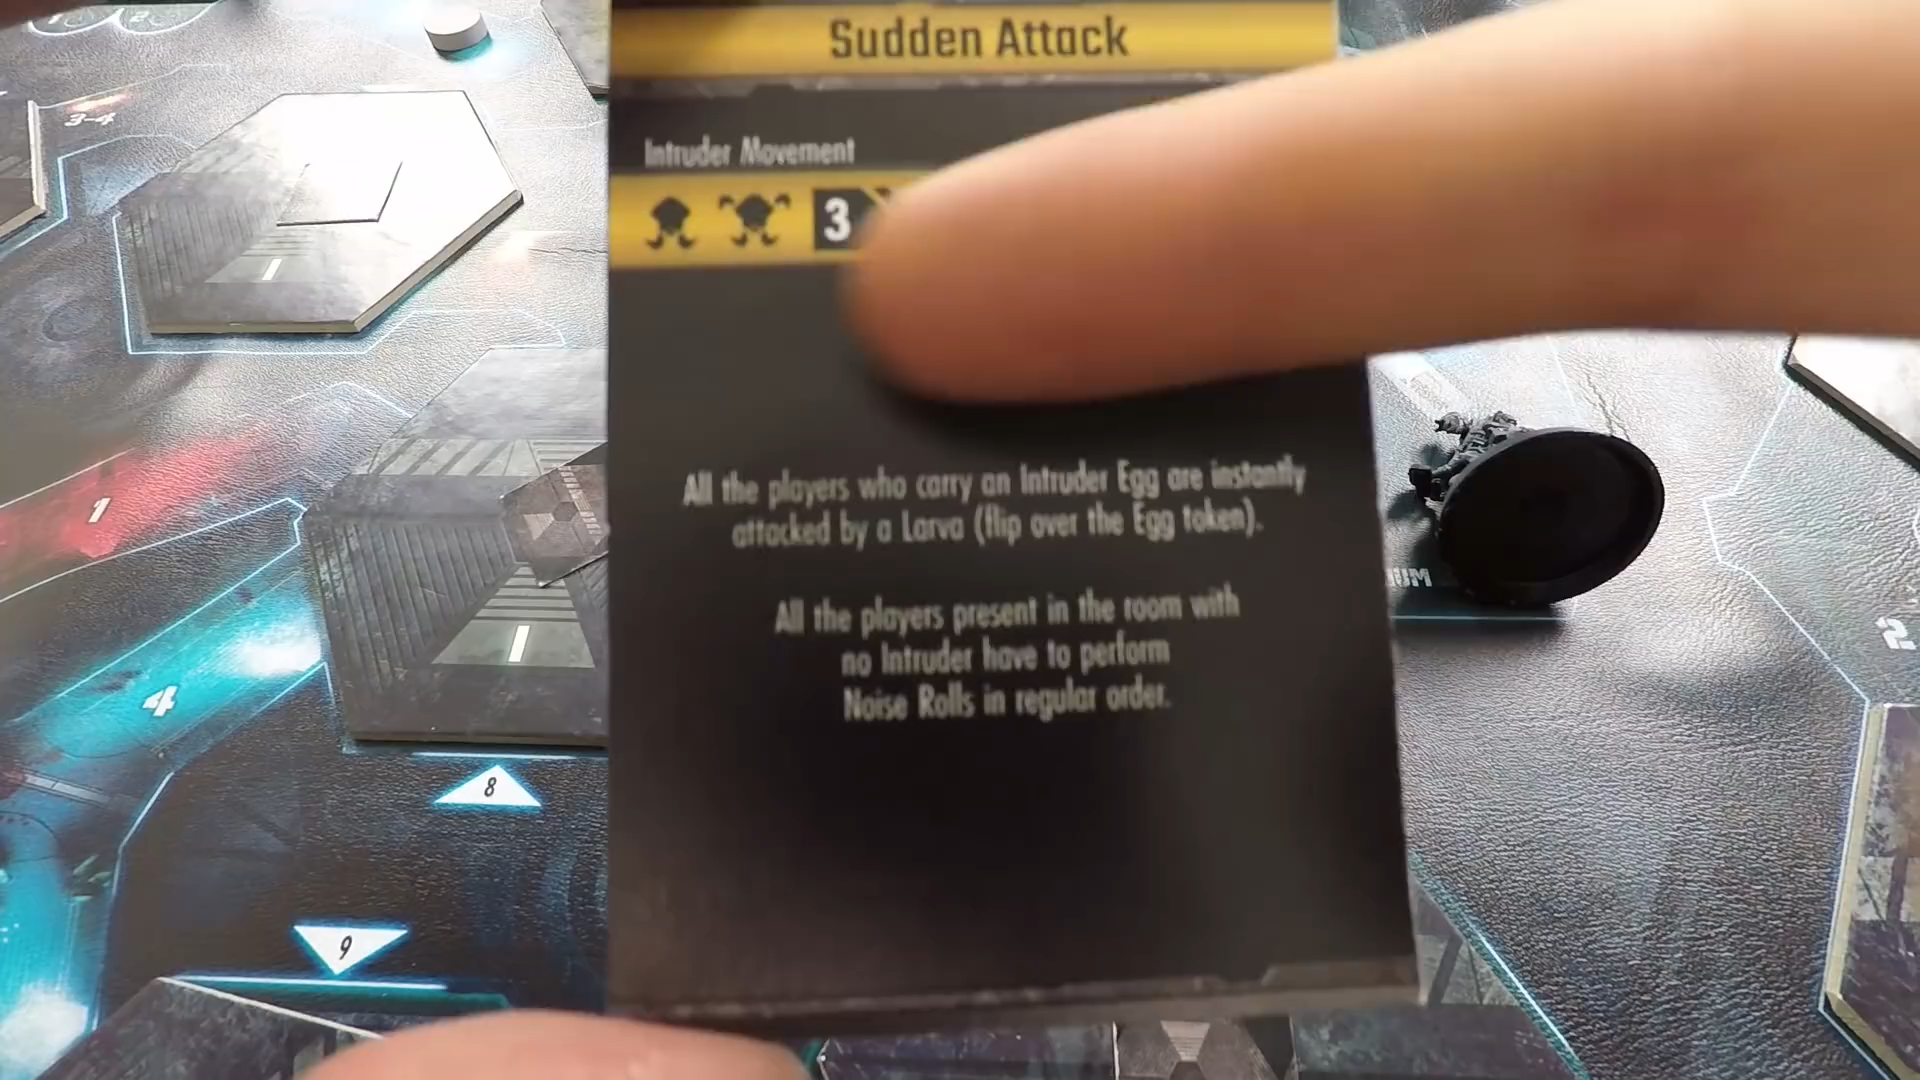 Sudden Attack
Intruder Movement
3
All the players who carry an Intruder Egg are instantly
attacked by a Larva (flip over the Egg token).
All the players present in the room with
no Intruder have to perform
Noise Rolls in regular order.
1 2
3-4
1
4
8
9
2